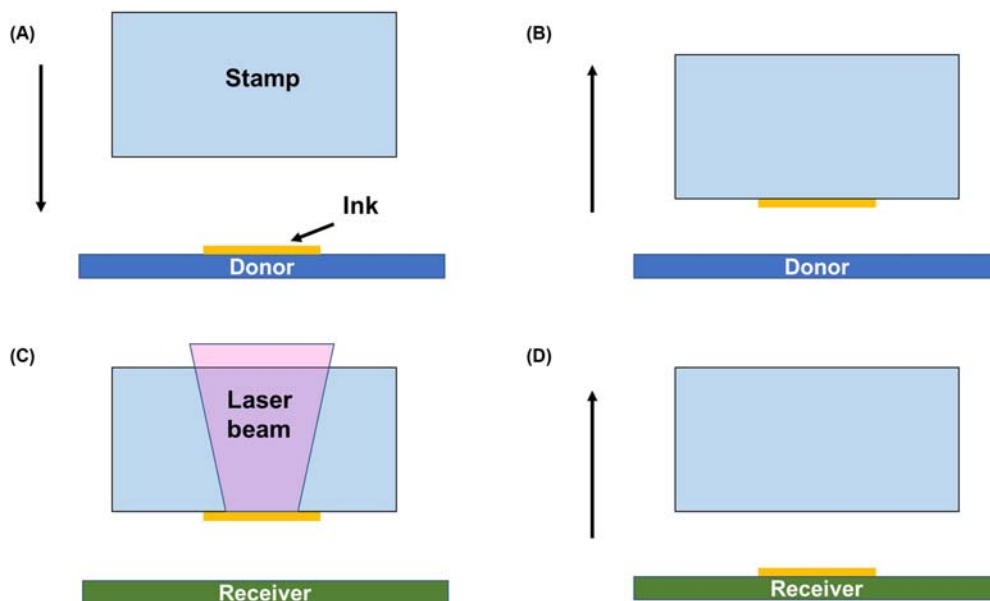 (A)
Stamp
Ink
Donor
(B)
Donor
(C)
Laser
beam
Receiver
(D)
Receiver